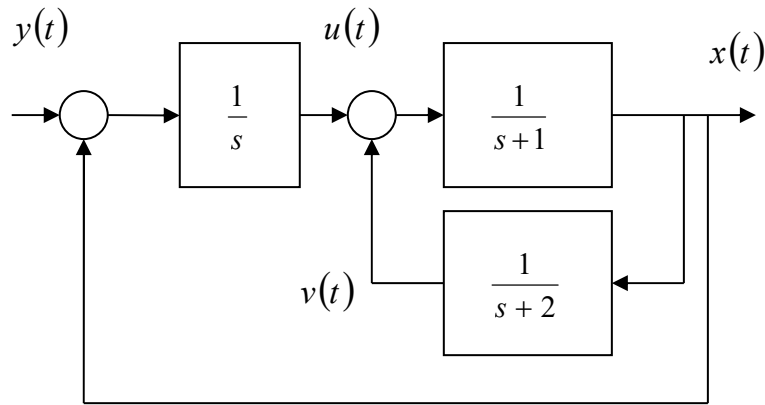 y(t)
u(t)
x(t)
1
s
1
s+1
v(t)
1
s + 2